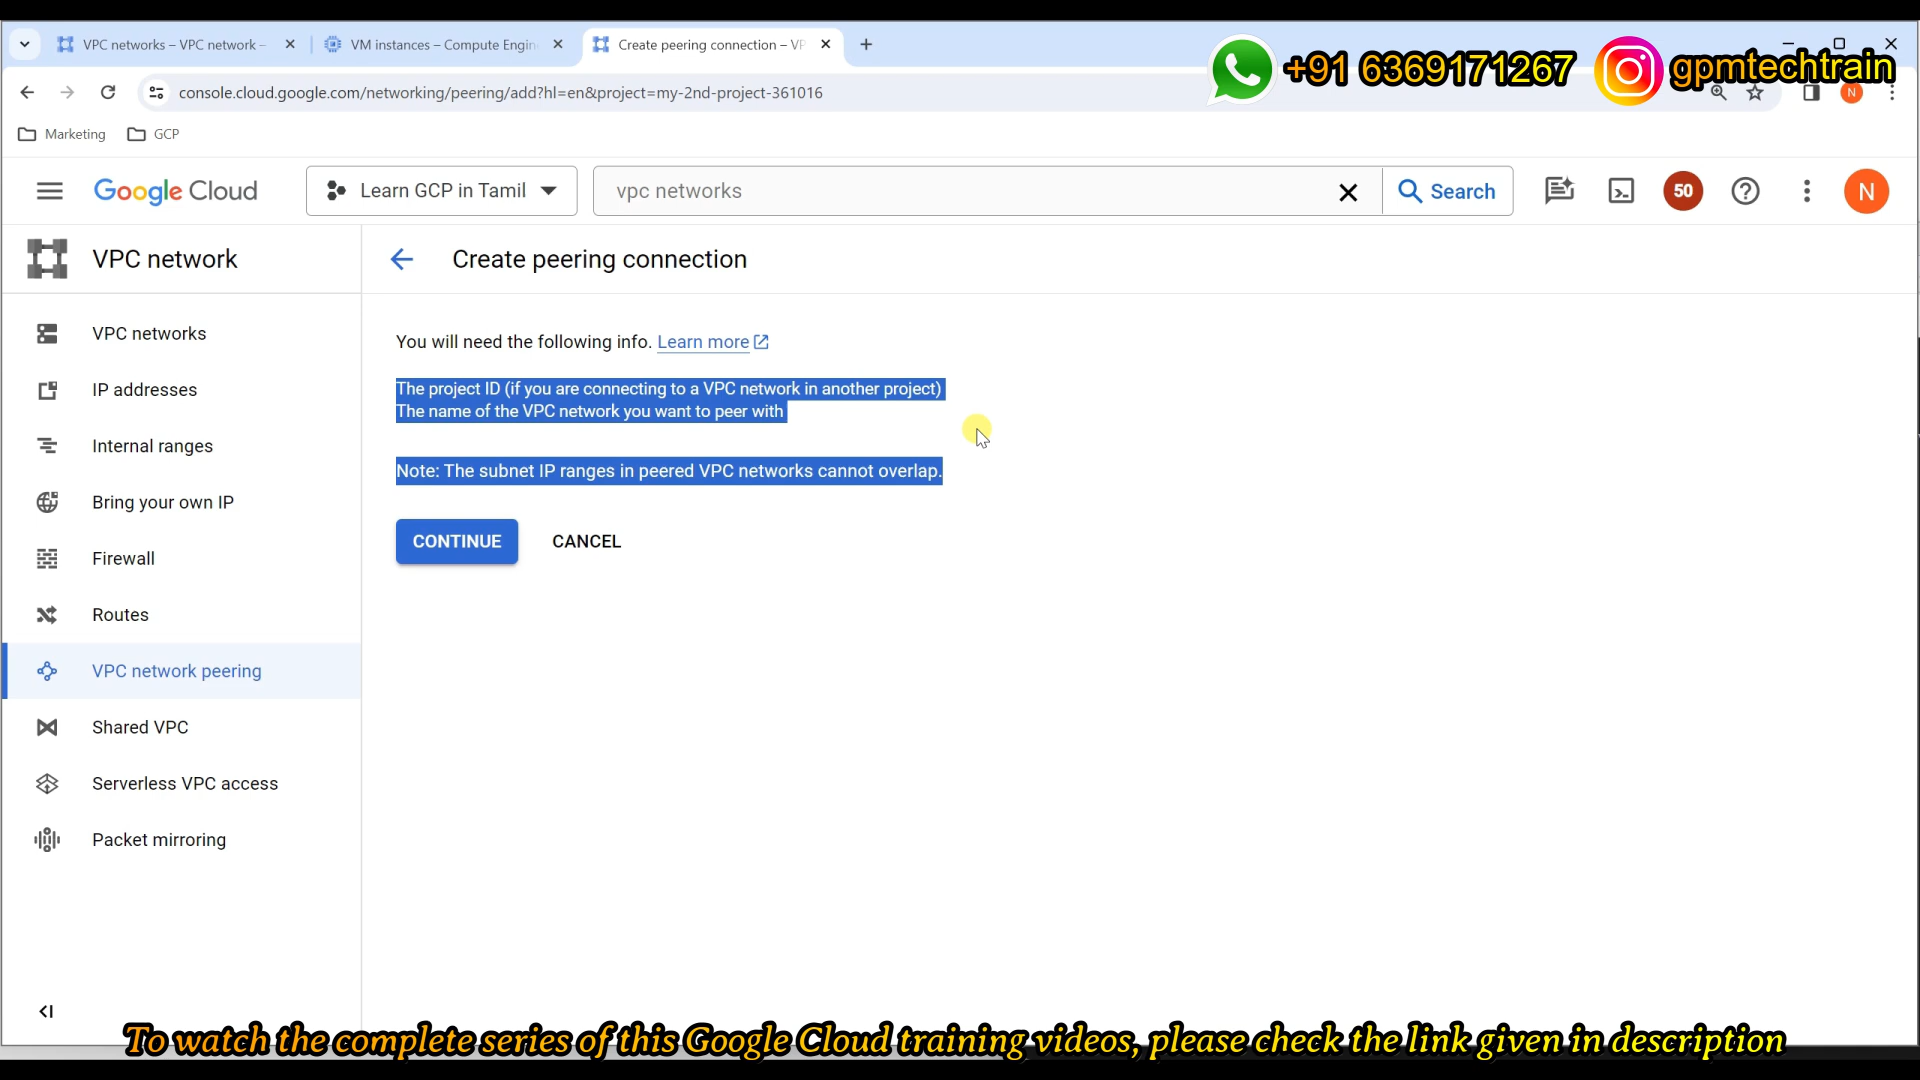 VPC networks – VPC network –
VM instances – Compute Engin
Create peering connection – VP
+91 6369171267
gpmtechtrain
console.cloud.google.com/networking/peering/add?hl=en&project=my-2nd-project-361016
N
Marketing
GCP
Google Cloud
Learn GCP in Tamil
vpc networks
Search
50
N
VPC network
Create peering connection
VPC networks
IP addresses
Internal ranges
Bring your own IP
Firewall
Routes
VPC network peering
Shared VPC
Serverless VPC access
Packet mirroring
You will need the following info. Learn more
The project ID (if you are connecting to a VPC network in another project)
The name of the VPC network you want to peer with
Note: The subnet IP ranges in peered VPC networks cannot overlap.
CONTINUE
CANCEL
To watch the complete series of this Google Cloud training videos, please check the link given in description